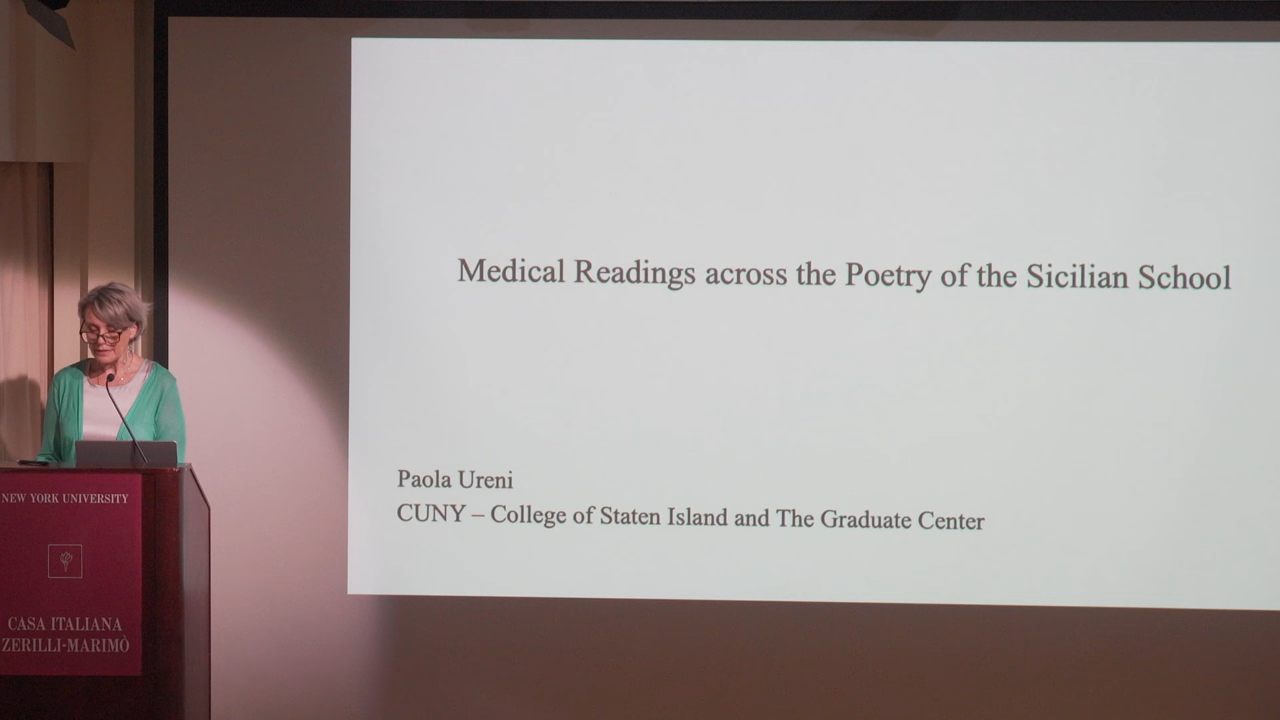 Medical Readings across the Poetry of the Sicilian School
Paola Ureni
CUNY – College of Staten Island and The Graduate Center
NEW YORK UNIVERSITY
CASA ITALIANA
ZERILLI-MARIMÒ